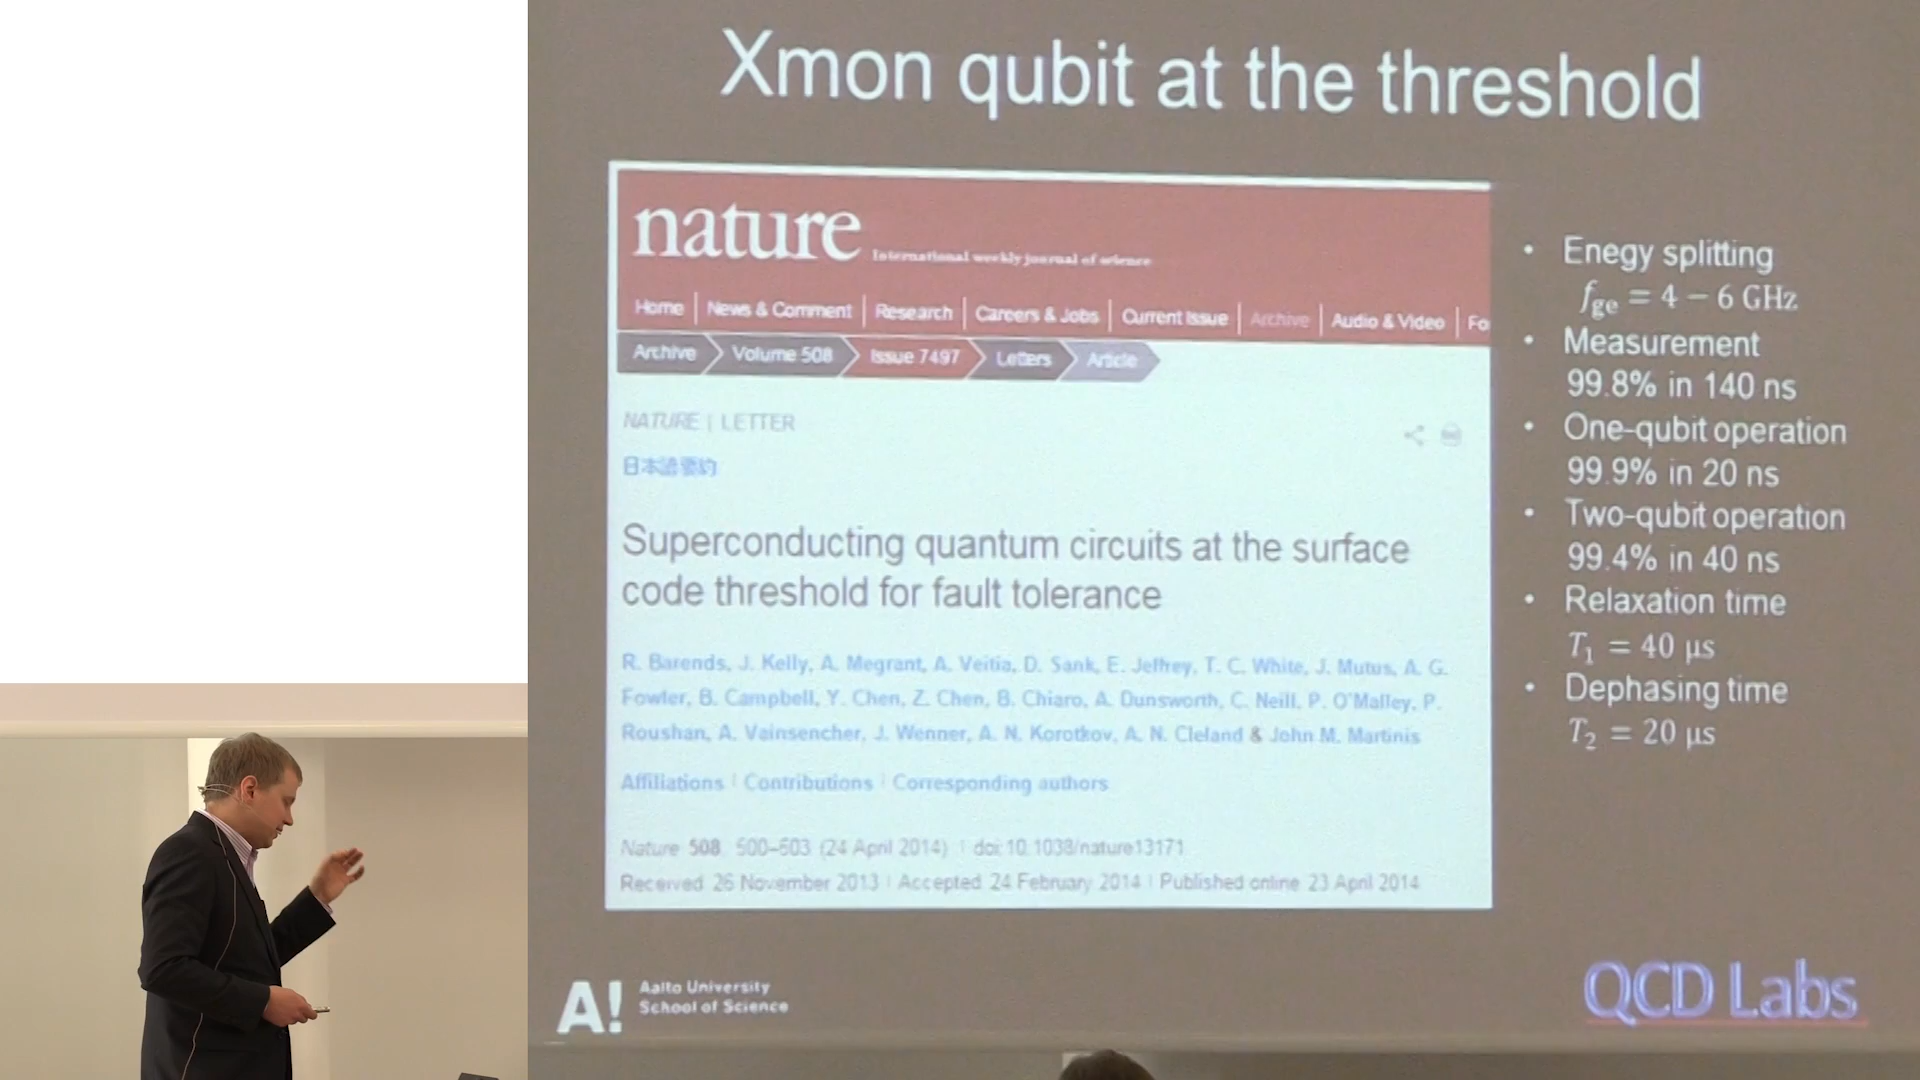 Xmon qubit at the threshold
nature International weekly journal of science
Home News & Comment Research Careers & Jobs Current Issue Archive Audio & Video Fo
Archive Volume 508 Issue 7497 Letters Article
NATURE | LETTER
日本語要約
Superconducting quantum circuits at the surface
code threshold for fault tolerance
R. Barends, J. Kelly, A. Megrant, A. Veitia, D. Sank, E. Jeffrey, T. C. White, J. Mutus, A. G.
Fowler, B. Campbell, Y. Chen, Z. Chen, B. Chiaro, A. Dunsworth, C. Neill, P. O'Malley, P.
Roushan, A. Vainsencher, J. Wenner, A. N. Korotkov, A. N. Cleland & John M. Martinis
Affiliations | Contributions | Corresponding authors
Nature 508, 500–503 (24 April 2014) | doi:10.1038/nature13171
Received 26 November 2013 | Accepted 24 February 2014 | Published online 23 April 2014
• Enegy splitting
f_ge = 4 − 6 GHz
• Measurement
99.8% in 140 ns
• One-qubit operation
99.9% in 20 ns
• Two-qubit operation
99.4% in 40 ns
• Relaxation time
T₁ = 40 μs
• Dephasing time
T₂ = 20 μs
A! Aalto University
School of Science
QCD Labs